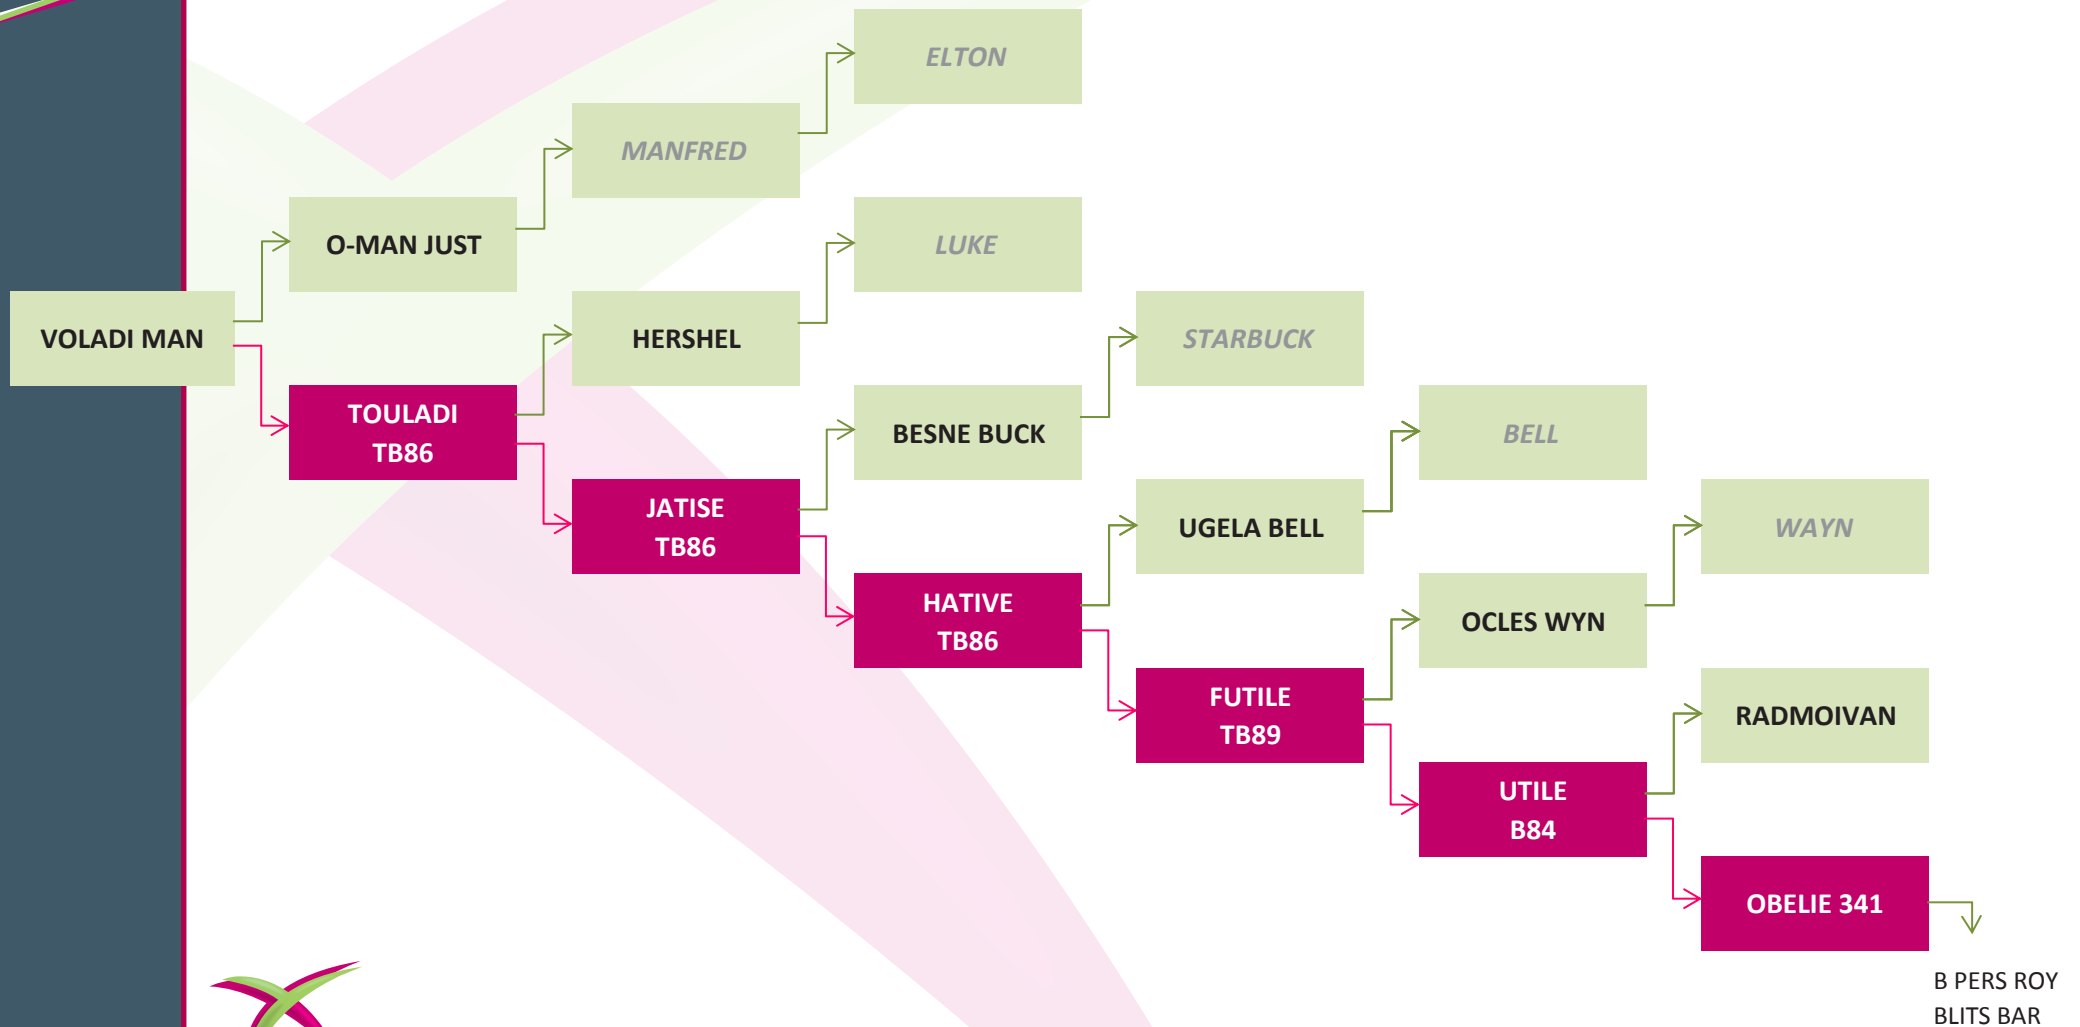 ELTON
MANFRED
O-MAN JUST
LUKE
VOLADI MAN
HERSHEL
STARBUCK
TOULADI
TB86
BESNE BUCK
BELL
JATISE
TB86
UGELA BELL
WAYN
HATIVE
TB86
OCLES WYN
FUTILE
TB89
RADMOIVAN
UTILE
B84
OBELIE 341
B PERS ROY
BLITS BAR